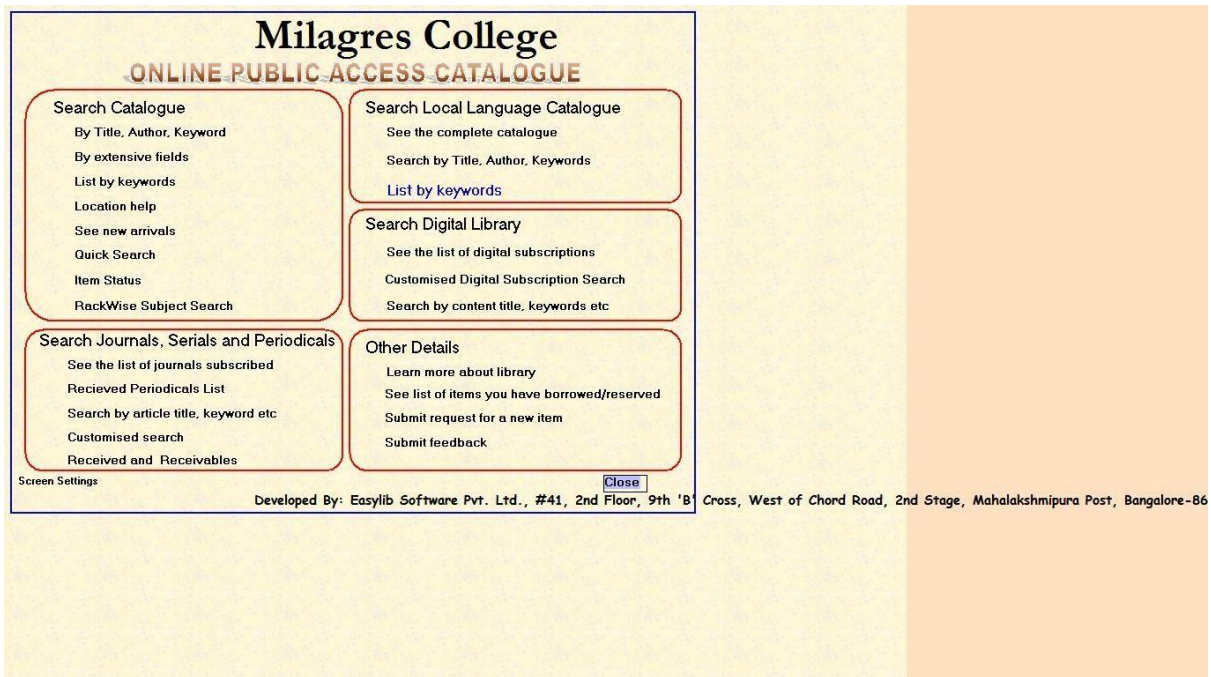 Milagres College
ONLINE PUBLIC ACCESS CATALOGUE
Search Catalogue
By Title, Author, Keyword
By extensive fields
List by keywords
Location help
See new arrivals
Quick Search
Item Status
RackWise Subject Search
Search Local Language Catalogue
See the complete catalogue
Search by Title, Author, Keywords
List by keywords
Search Digital Library
See the list of digital subscriptions
Customised Digital Subscription Search
Search by content title, keywords etc
Search Journals, Serials and Periodicals
See the list of journals subscribed
Recieved Periodicals List
Search by article title, keyword etc
Customised search
Received and Receivables
Other Details
Learn more about library
See list of items you have borrowed/reserved
Submit request for a new item
Submit feedback
Screen Settings
Close
Developed By: Easylib Software Pvt. Ltd., #41, 2nd Floor, 9th 'B' Cross, West of Chord Road, 2nd Stage, Mahalakshmipura Post, Bangalore-86